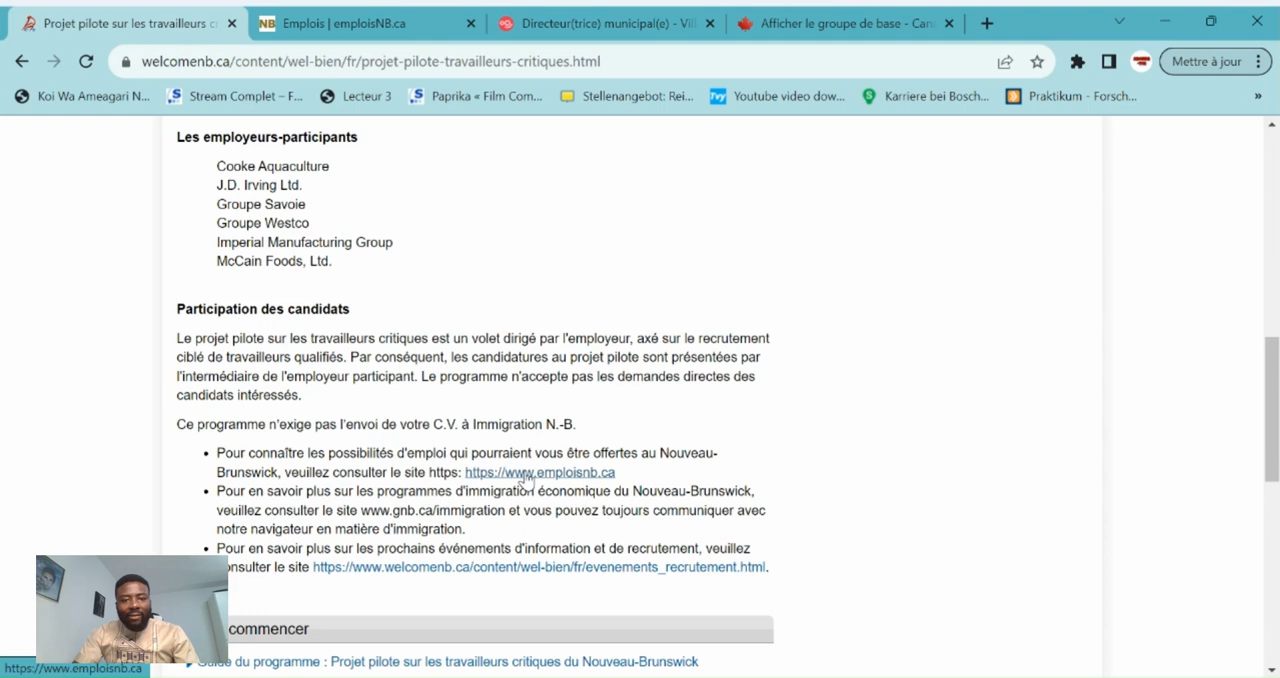 Projet pilote sur les travailleurs c
Emplois | emploisNB.ca
Directeur(trice) municipal(e) - Vil
Afficher le groupe de base - Can
welcomenb.ca/content/wel-bien/fr/projet-pilote-travailleurs-critiques.html
Mettre à jour
Koi Wa Ameagari N...
Stream Complet – F...
Lecteur 3
Paprika « Film Com...
Stellenangebot: Rei...
Youtube video dow...
Karriere bei Bosch...
Praktikum - Forsch...
»
Les employeurs-participants
Cooke Aquaculture
J.D. Irving Ltd.
Groupe Savoie
Groupe Westco
Imperial Manufacturing Group
McCain Foods, Ltd.
Participation des candidats
Le projet pilote sur les travailleurs critiques est un volet dirigé par l'employeur, axé sur le recrutement
ciblé de travailleurs qualifiés. Par conséquent, les candidatures au projet pilote sont présentées par
l'intermédiaire de l'employeur participant. Le programme n'accepte pas les demandes directes des
candidats intéressés.
Ce programme n'exige pas l'envoi de votre C.V. à Immigration N.-B.
• Pour connaître les possibilités d'emploi qui pourraient vous être offertes au Nouveau-
Brunswick, veuillez consulter le site https: https://www.emploisnb.ca
• Pour en savoir plus sur les programmes d'immigration économique du Nouveau-Brunswick,
veuillez consulter le site www.gnb.ca/immigration et vous pouvez toujours communiquer avec
notre navigateur en matière d'immigration.
• Pour en savoir plus sur les prochains événements d'information et de recrutement, veuillez
onsulter le site https://www.welcomenb.ca/content/wel-bien/fr/evenements_recrutement.html.
commencer
Guide du programme : Projet pilote sur les travailleurs critiques du Nouveau-Brunswick
https://www.emploisnb.ca